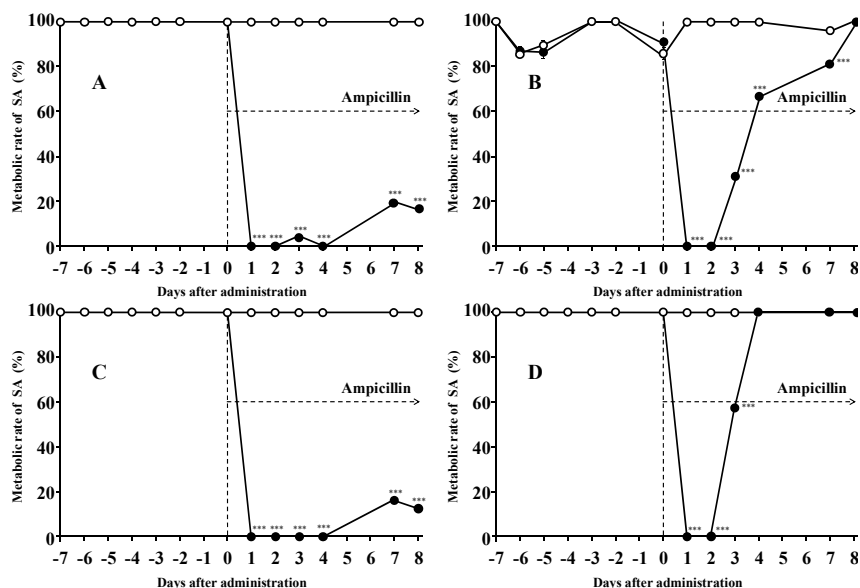 Metabolic rate of SA (%)
100
80
60
40
20
0
A
Ampicillin
***
***
***
*** *** ***
-7 -6 -5 -4 -3 -2 -1 0 1 2 3 4 5 6 7 8
Days after administration
Metabolic rate of SA (%)
100
80
60
40
20
0
B
***
***
Ampicillin
***
*** ***
-7 -6 -5 -4 -3 -2 -1 0 1 2 3 4 5 6 7 8
Days after administration
Metabolic rate of SA (%)
100
80
60
40
20
0
C
Ampicillin
***
***
*** *** *** ***
-7 -6 -5 -4 -3 -2 -1 0 1 2 3 4 5 6 7 8
Days after administration
Metabolic rate of SA (%)
100
80
60
40
20
0
D
Ampicillin
***
*** ***
-7 -6 -5 -4 -3 -2 -1 0 1 2 3 4 5 6 7 8
Days after administration